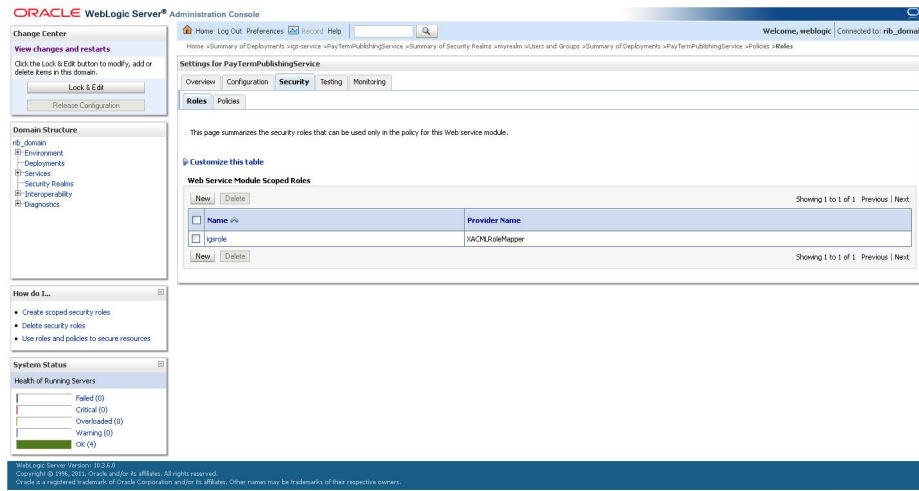 ORACLE WebLogic Server® Administration Console
Change Center
View changes and restarts
Click the Lock & Edit button to modify, add or
delete items in this domain.
Lock & Edit
Release Configuration
Domain Structure
rib_domain
Environment
Deployments
Services
Security Realms
Interoperability
Diagnostics
How do I...
Create scoped security roles
Delete security roles
Use roles and policies to secure resources
System Status
Health of Running Servers
Failed (0)
Critical (0)
Overloaded (0)
Warning (0)
OK (4)
Home Log Out Preferences Record Help
Welcome, weblogic Connected to: rib_domai
Home >Summary of Deployments >igs-service >PayTermPublishingService >Summary of Security Realms >myrealm >Users and Groups >Summary of Deployments >PayTermPublishingService >Policies >Roles
Settings for PayTermPublishingService
Overview Configuration Security Testing Monitoring
Roles Policies
This page summarizes the security roles that can be used only in the policy for this Web service module.
Customize this table
Web Service Module Scoped Roles
New Delete Showing 1 to 1 of 1 Previous | Next
Name Provider Name
igsrole XACMLRoleMapper
New Delete Showing 1 to 1 of 1 Previous | Next
WebLogic Server Version: 10.3.6.0
Copyright © 1996, 2011, Oracle and/or its affiliates. All rights reserved.
Oracle is a registered trademark of Oracle Corporation and/or its affiliates. Other names may be trademarks of their respective owners.